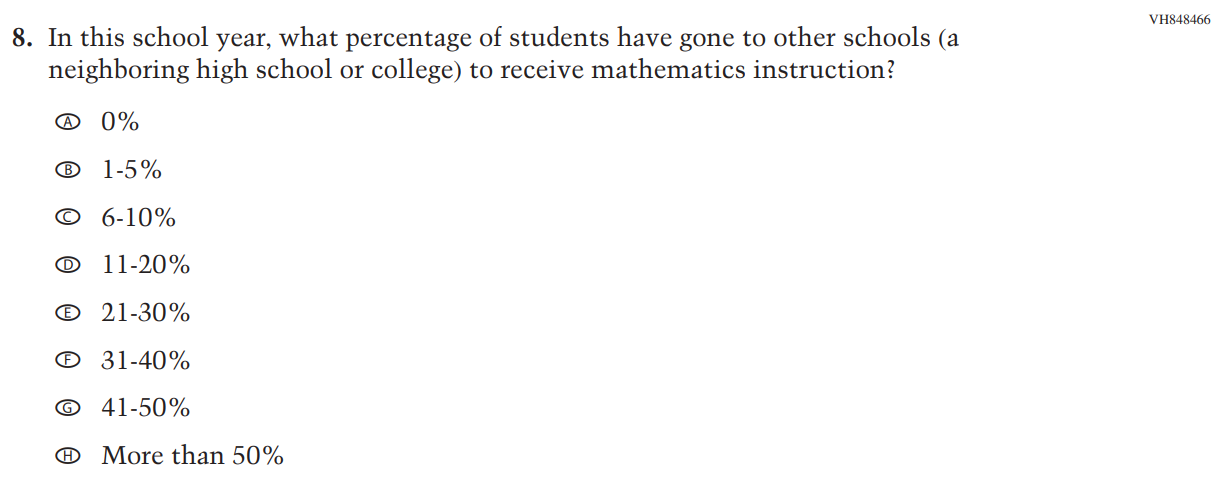 VH848466
8. In this school year, what percentage of students have gone to other schools (a
neighboring high school or college) to receive mathematics instruction?
A 0%
B 1-5%
C 6-10%
D 11-20%
E 21-30%
F 31-40%
G 41-50%
H More than 50%